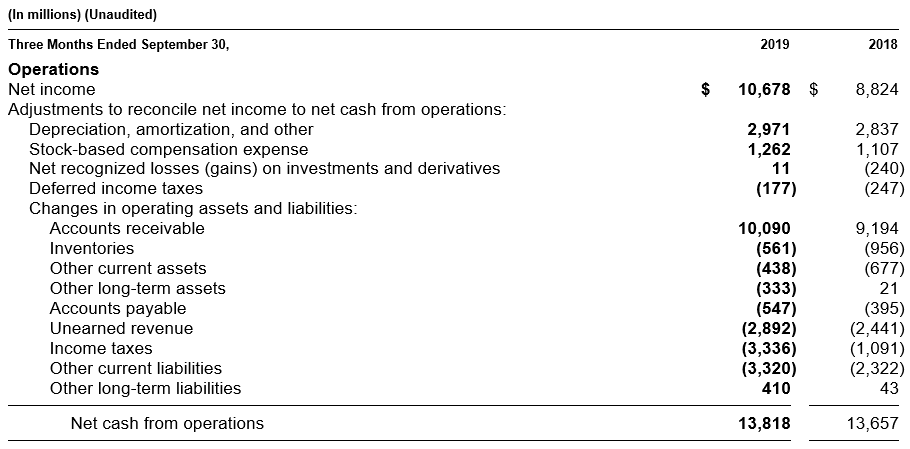 (In millions) (Unaudited)
Three Months Ended September 30, 2019 2018
Operations
Net income $ 10,678 $ 8,824
Adjustments to reconcile net income to net cash from operations:
Depreciation, amortization, and other 2,971 2,837
Stock-based compensation expense 1,262 1,107
Net recognized losses (gains) on investments and derivatives 11 (240)
Deferred income taxes (177) (247)
Changes in operating assets and liabilities:
Accounts receivable 10,090 9,194
Inventories (561) (956)
Other current assets (438) (677)
Other long-term assets (333) 21
Accounts payable (547) (395)
Unearned revenue (2,892) (2,441)
Income taxes (3,336) (1,091)
Other current liabilities (3,320) (2,322)
Other long-term liabilities 410 43
Net cash from operations 13,818 13,657